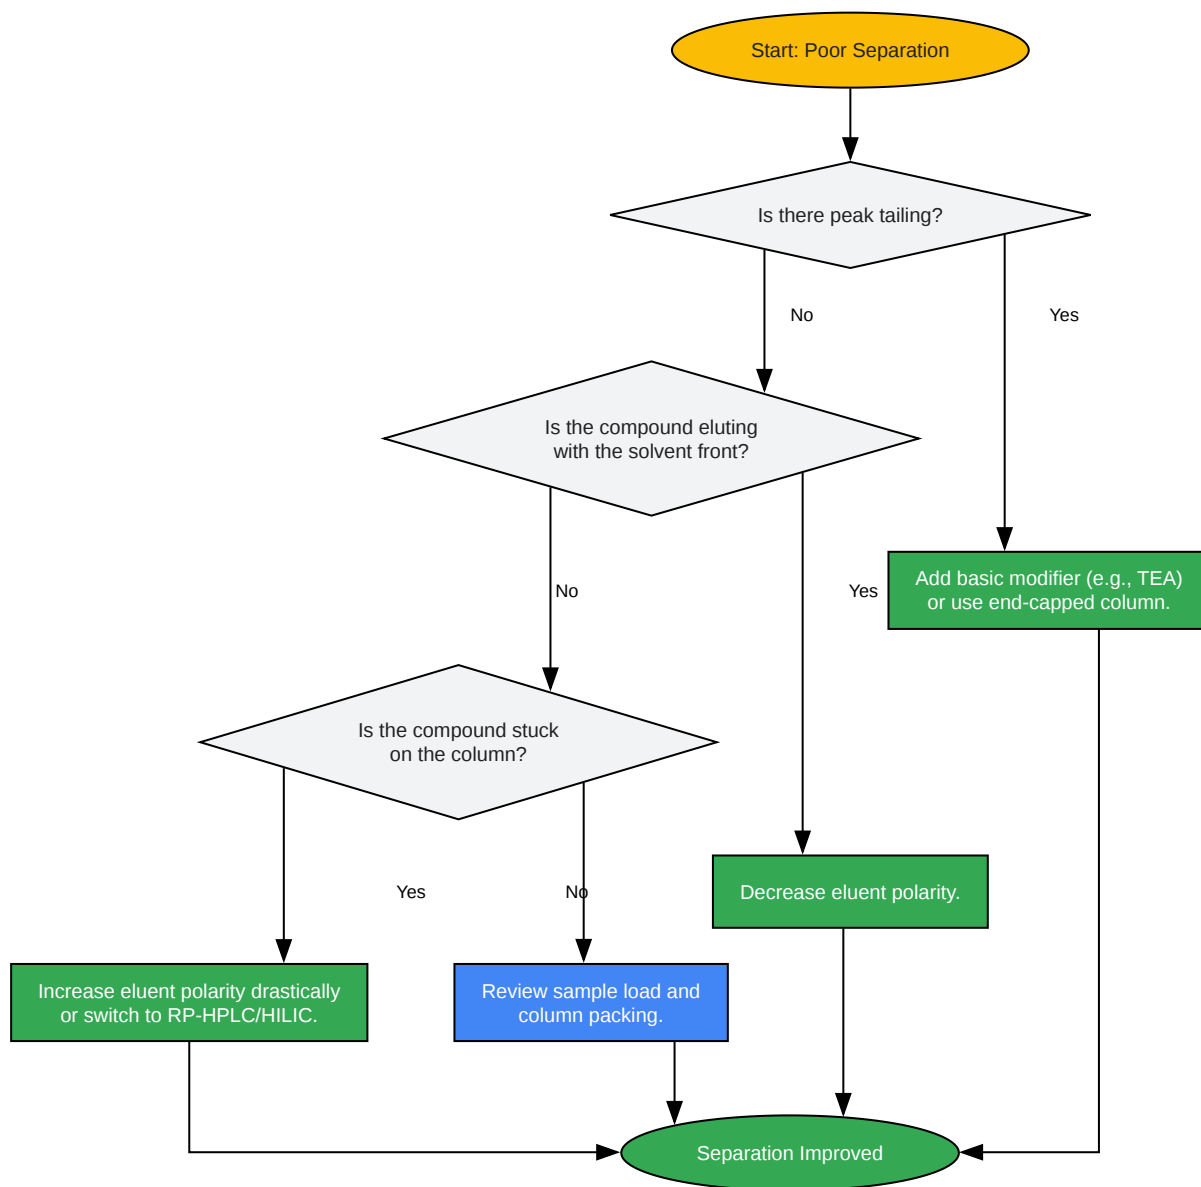 Start: Poor Separation
Is there peak tailing?
No
Yes
Is the compound eluting
with the solvent front?
No
Yes
Add basic modifier (e.g., TEA)
or use end-capped column.
Is the compound stuck
on the column?
Yes
No
Decrease eluent polarity.
Increase eluent polarity drastically
or switch to RP-HPLC/HILIC.
Review sample load and
column packing.
Separation Improved